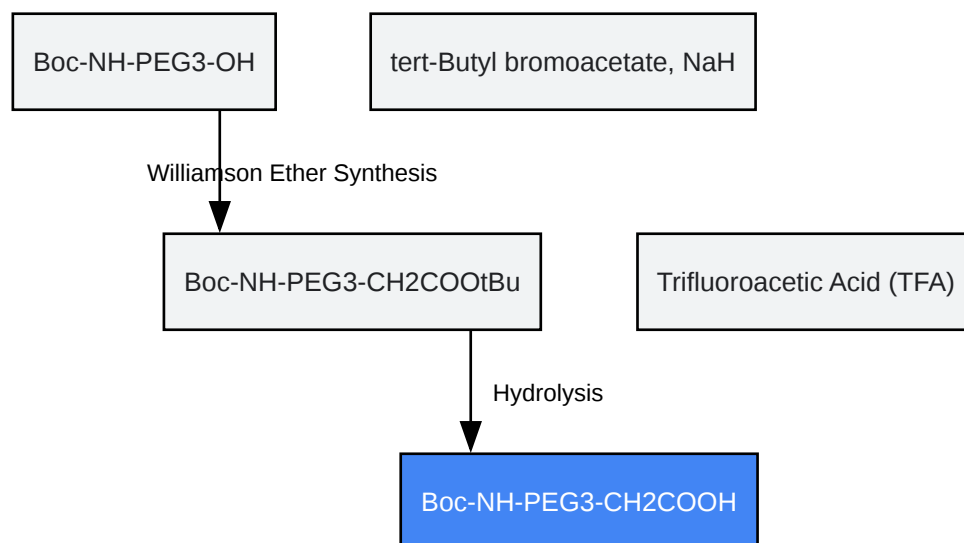 Boc-NH-PEG3-OH
tert-Butyl bromoacetate, NaH
Williamson Ether Synthesis
Boc-NH-PEG3-CH2COOtBu
Trifluoroacetic Acid (TFA)
Hydrolysis
Boc-NH-PEG3-CH2COOH